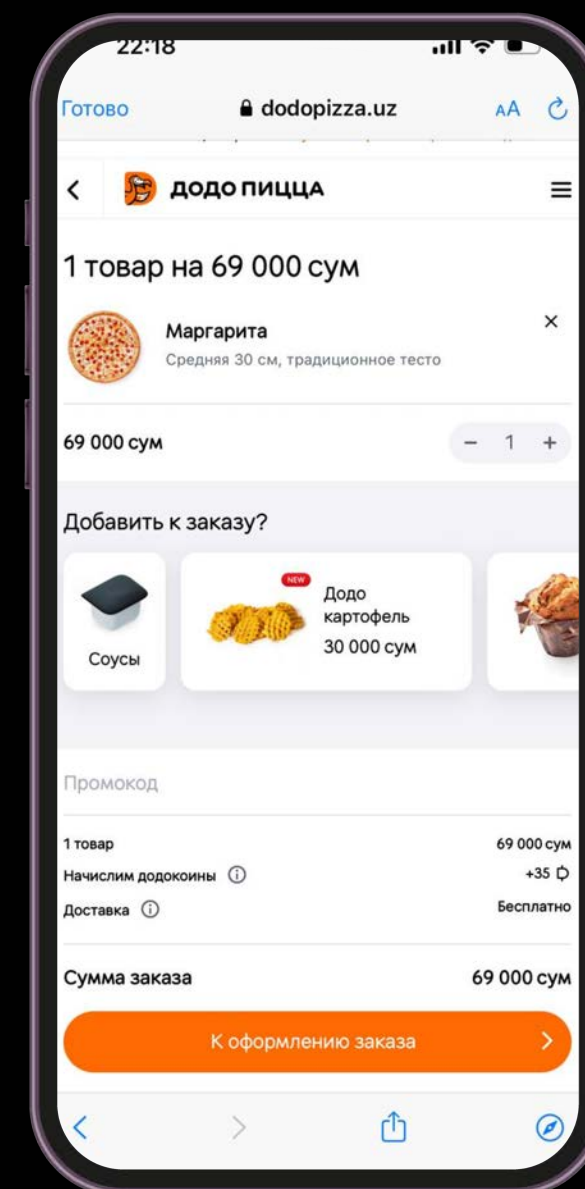 22:18
Готово
dodopizza.uz
AA
ДОДО ПИЦЦА
1 товар на 69 000 сум
Маргарита
Средняя 30 см, традиционное тесто
69 000 сум
− 1 +
Добавить к заказу?
Соусы
NEW
Додо
картофель
30 000 сум
Промокод
1 товар 69 000 сум
Начислим додокоины +35
Доставка Бесплатно
Сумма заказа 69 000 сум
К оформлению заказа